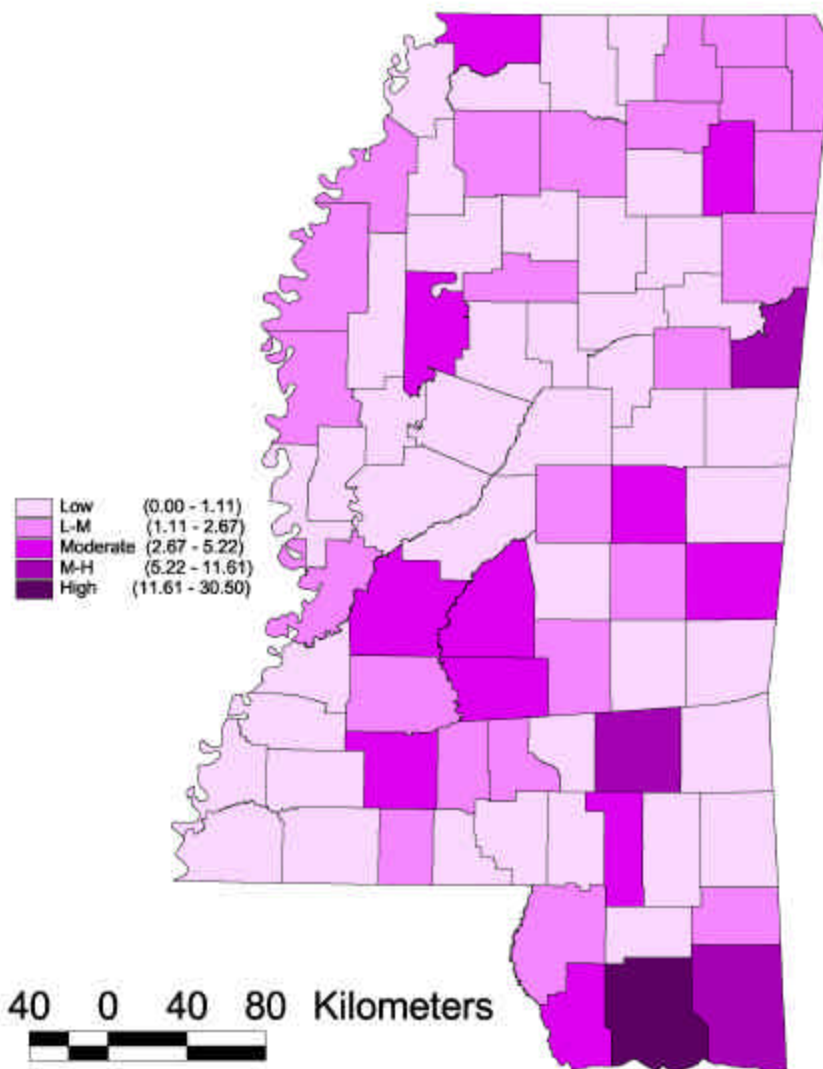 Low (0.00 - 1.11)
L-M (1.11 - 2.67)
Moderate (2.67 - 5.22)
M-H (5.22 - 11.61)
High (11.61 - 30.50)
40 0 40 80 Kilometers